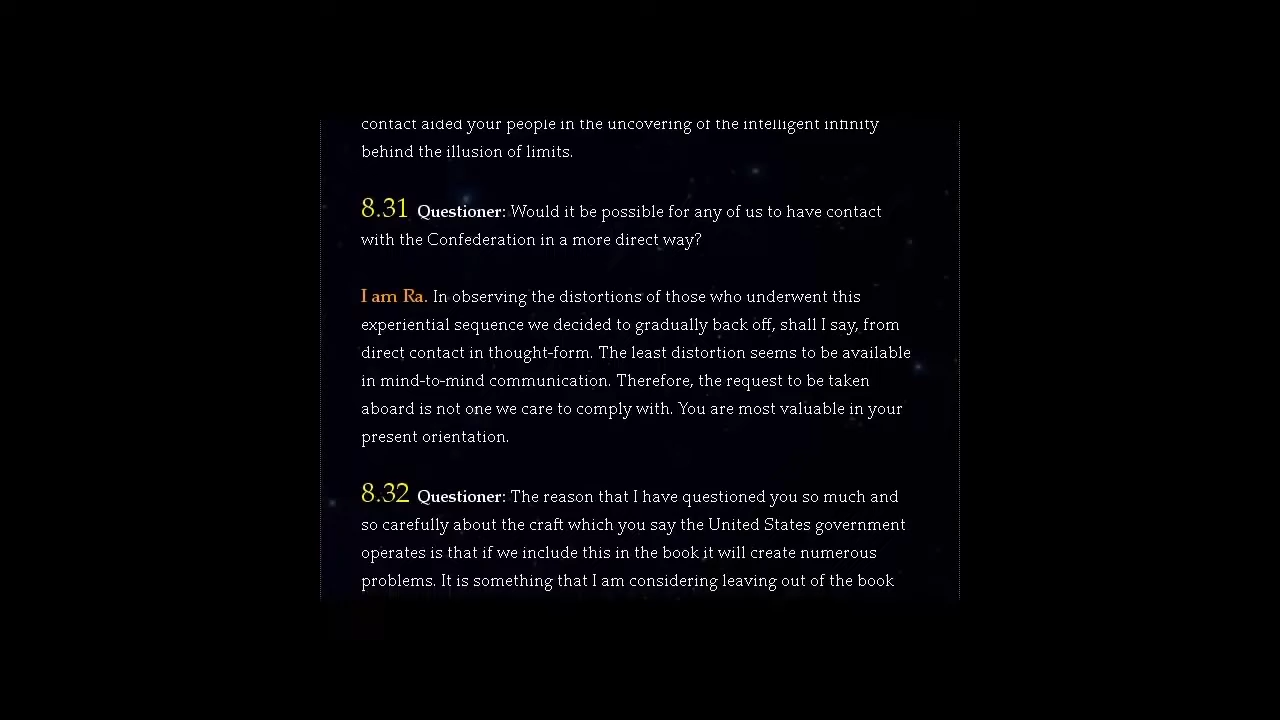 contact aided your people in the uncovering of the intelligent infinity
behind the illusion of limits.
8.31 Questioner: Would it be possible for any of us to have contact
with the Confederation in a more direct way?
I am Ra. In observing the distortions of those who underwent this
experiential sequence we decided to gradually back off, shall I say, from
direct contact in thought-form. The least distortion seems to be available
in mind-to-mind communication. Therefore, the request to be taken
aboard is not one we care to comply with. You are most valuable in your
present orientation.
8.32 Questioner: The reason that I have questioned you so much and
so carefully about the craft which you say the United States government
operates is that if we include this in the book it will create numerous
problems. It is something that I am considering leaving out of the book